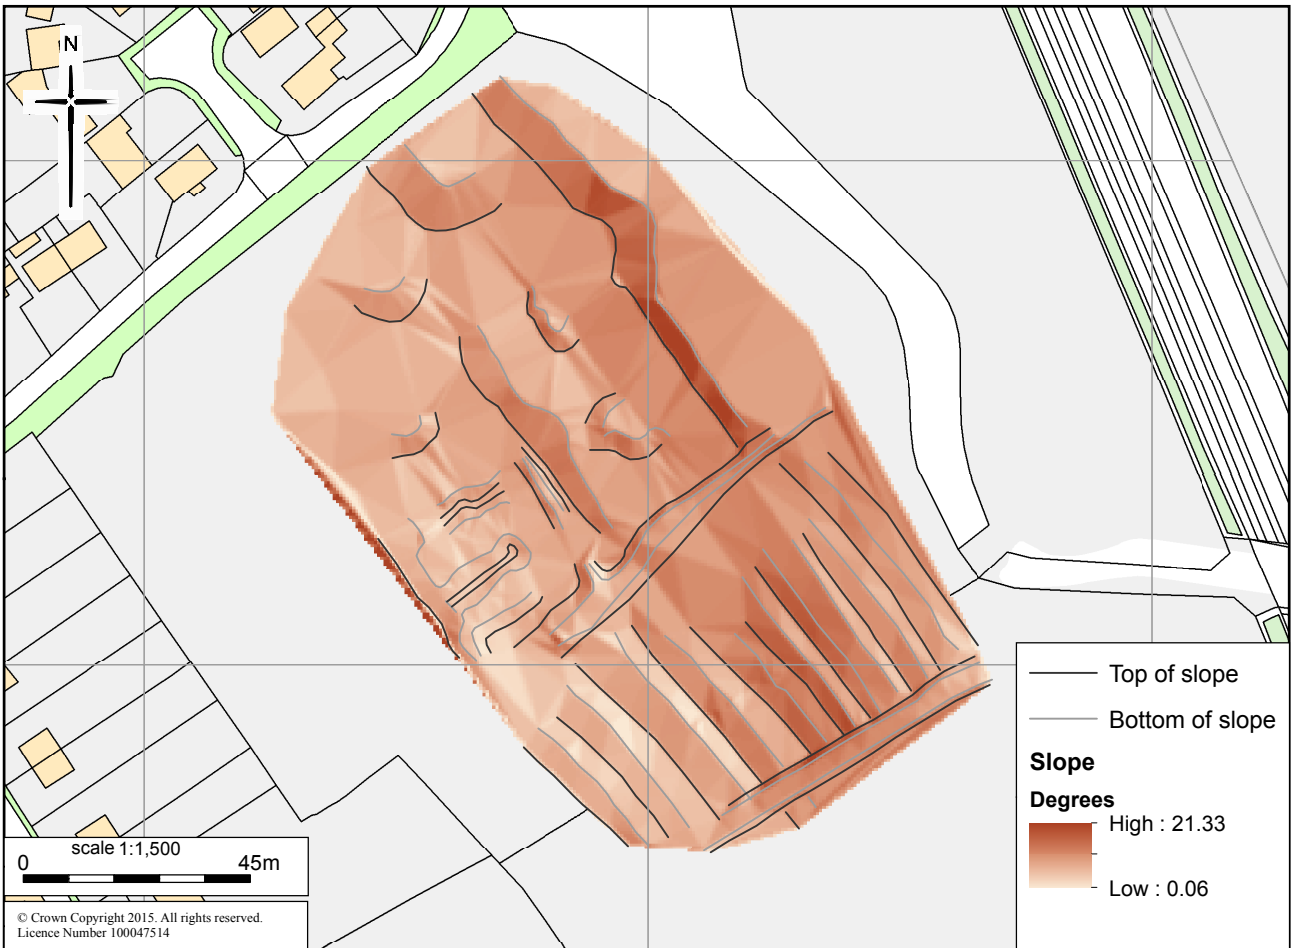 N
Top of slope
Bottom of slope
Slope
Degrees
High : 21.33
Low : 0.06
scale 1:1,500
0 45m
© Crown Copyright 2015. All rights reserved.
Licence Number 100047514